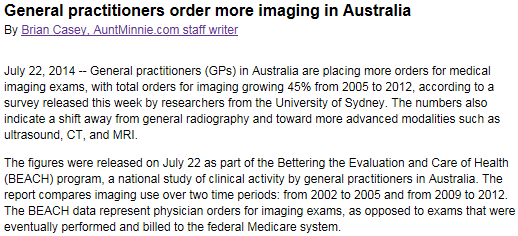 General practitioners order more imaging in Australia
By Brian Casey, AuntMinnie.com staff writer
July 22, 2014 -- General practitioners (GPs) in Australia are placing more orders for medical
imaging exams, with total orders for imaging growing 45% from 2005 to 2012, according to a
survey released this week by researchers from the University of Sydney. The numbers also
indicate a shift away from general radiography and toward more advanced modalities such as
ultrasound, CT, and MRI.
The figures were released on July 22 as part of the Bettering the Evaluation and Care of Health
(BEACH) program, a national study of clinical activity by general practitioners in Australia. The
report compares imaging use over two time periods: from 2002 to 2005 and from 2009 to 2012.
The BEACH data represent physician orders for imaging exams, as opposed to exams that were
eventually performed and billed to the federal Medicare system.